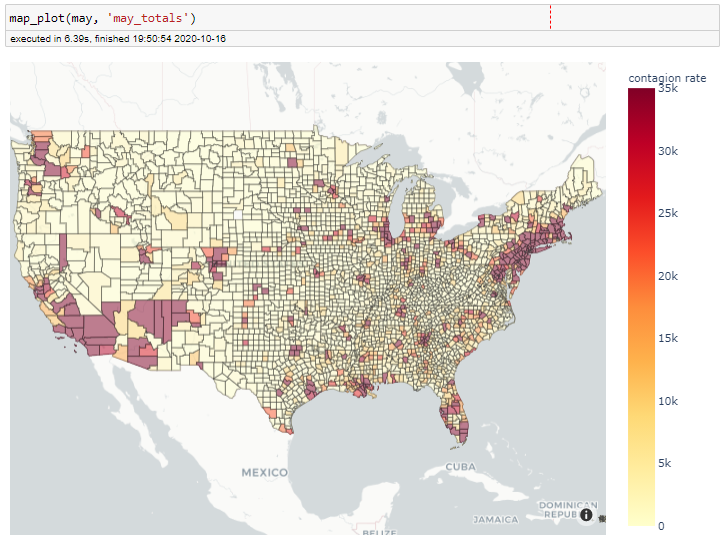 map_plot(may, 'may_totals')
executed in 6.39s, finished 19:50:54 2020-10-16
contagion rate
35k
30k
25k
20k
15k
10k
5k
0
MEXICO
CUBA
DOMINICAN
REPUBLIC
JAMAICA
BELIZE
i